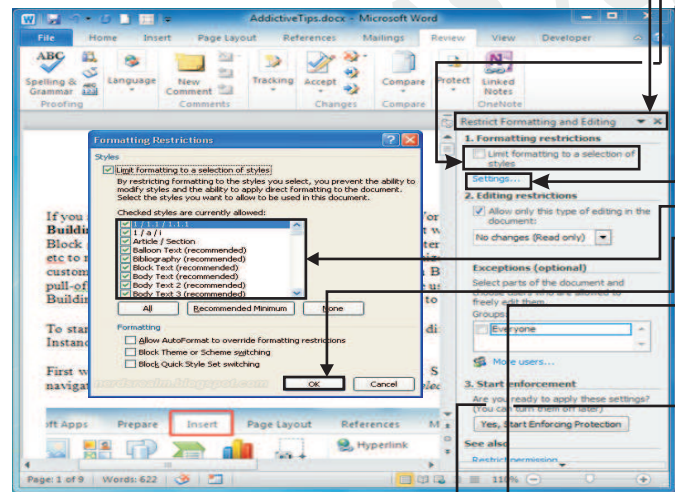 AddictiveTips.docx - Microsoft Word
File Home Insert Page Layout References Mailings Review View Developer
ABC
Spelling & Grammar
Language
New Comment
Tracking
Accept
Compare
Protect
Linked Notes
Proofing Comments Changes Compare OneNote
Restrict Formatting and Editing
1. Formatting restrictions
Limit formatting to a selection of
styles
Settings...
2. Editing restrictions
Allow only this type of editing in the
document:
No changes (Read only)
Exceptions (optional)
Select parts of the document and
choose users who are allowed to
freely edit them.
Groups:
Everyone
More users...
3. Start enforcement
Are you ready to apply these settings?
(You can turn them off later)
Yes, Start Enforcing Protection
See also
Restrict permission...
Formatting Restrictions
Styles
Limit formatting to a selection of styles
By restricting formatting to the styles you select, you prevent the ability to
modify styles and the ability to apply direct formatting to the document.
Select the styles you want to allow to be used in this document.
Checked styles are currently allowed:
1 / 1.1 / 1.1.1
1 / a / i
Article / Section
Balloon Text (recommended)
Bibliography (recommended)
Block Text (recommended)
Body Text (recommended)
Body Text 2 (recommended)
Body Text 3 (recommended)
All Recommended Minimum None
Formatting
Allow AutoFormat to override formatting restrictions
Block Theme or Scheme switching
Block Quick Style Set switching
OK Cancel
If you
Buildin
Block
etc to
custom
pull-of
Buildin
To star
Instanc
First w
navigat
Prepare Insert Page Layout References
Hyperlink
Page: 1 of 9 Words: 622 110%